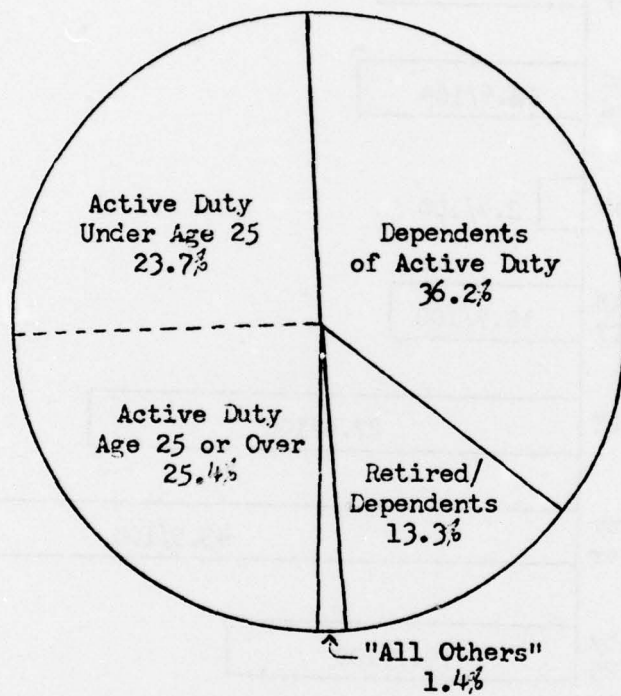 Active Duty
Under Age 25
23.7%
Dependents
of Active Duty
36.2%
Active Duty
Age 25 or Over
25.4%
Retired/
Dependents
13.3%
"All Others"
1.4%